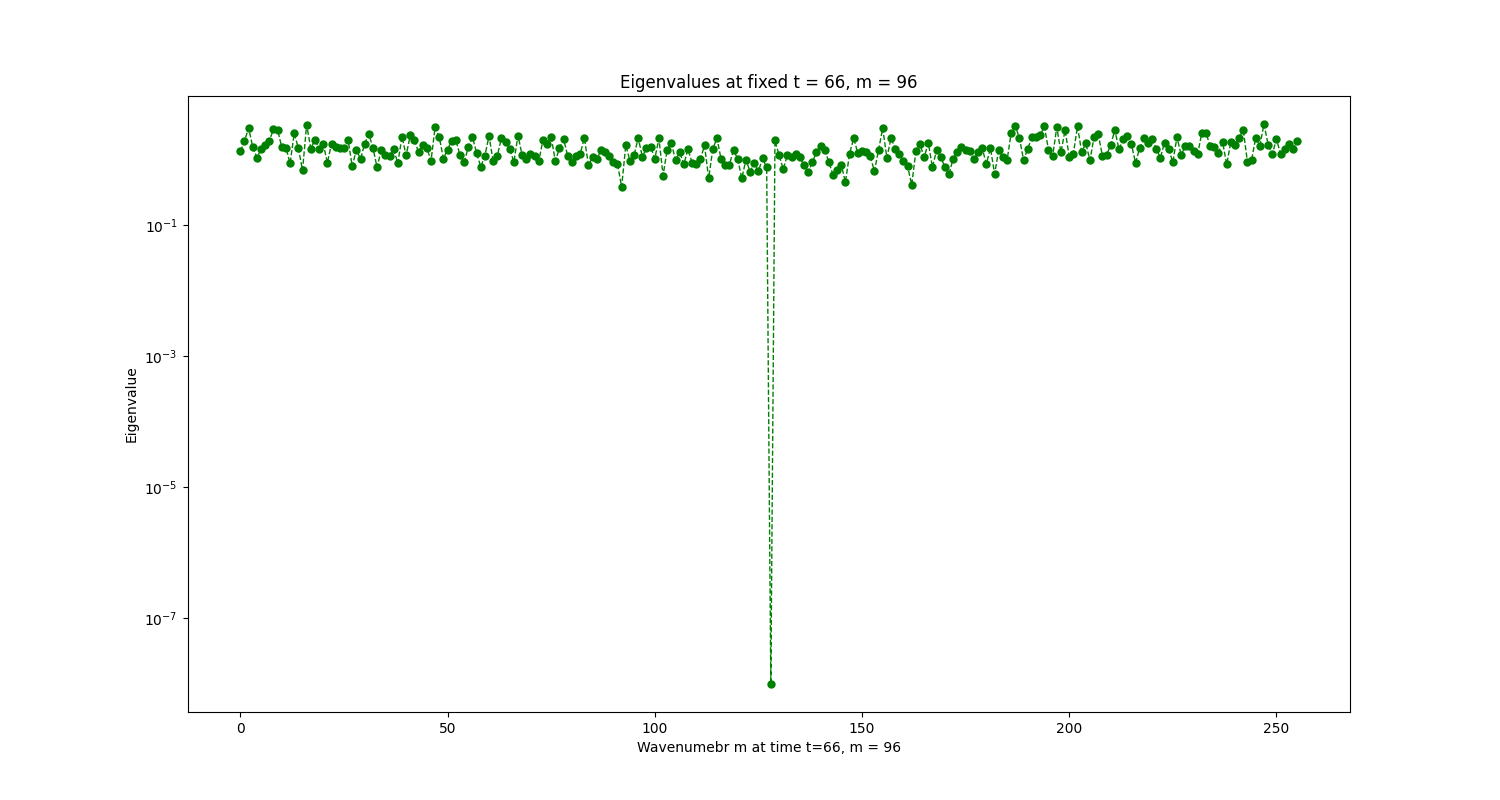 Eigenvalues at fixed t = 66, m = 96
Eigenvalue
10⁻¹
10⁻³
10⁻⁵
10⁻⁷
0 50 100 150 200 250
Wavenumebr m at time t=66, m = 96